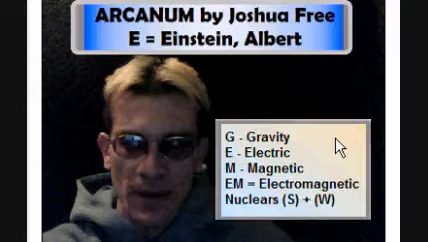 ARCANUM by Joshua Free
E = Einstein, Albert
G - Gravity
E - Electric
M - Magnetic
EM = Electromagnetic
Nuclears (S) + (W)